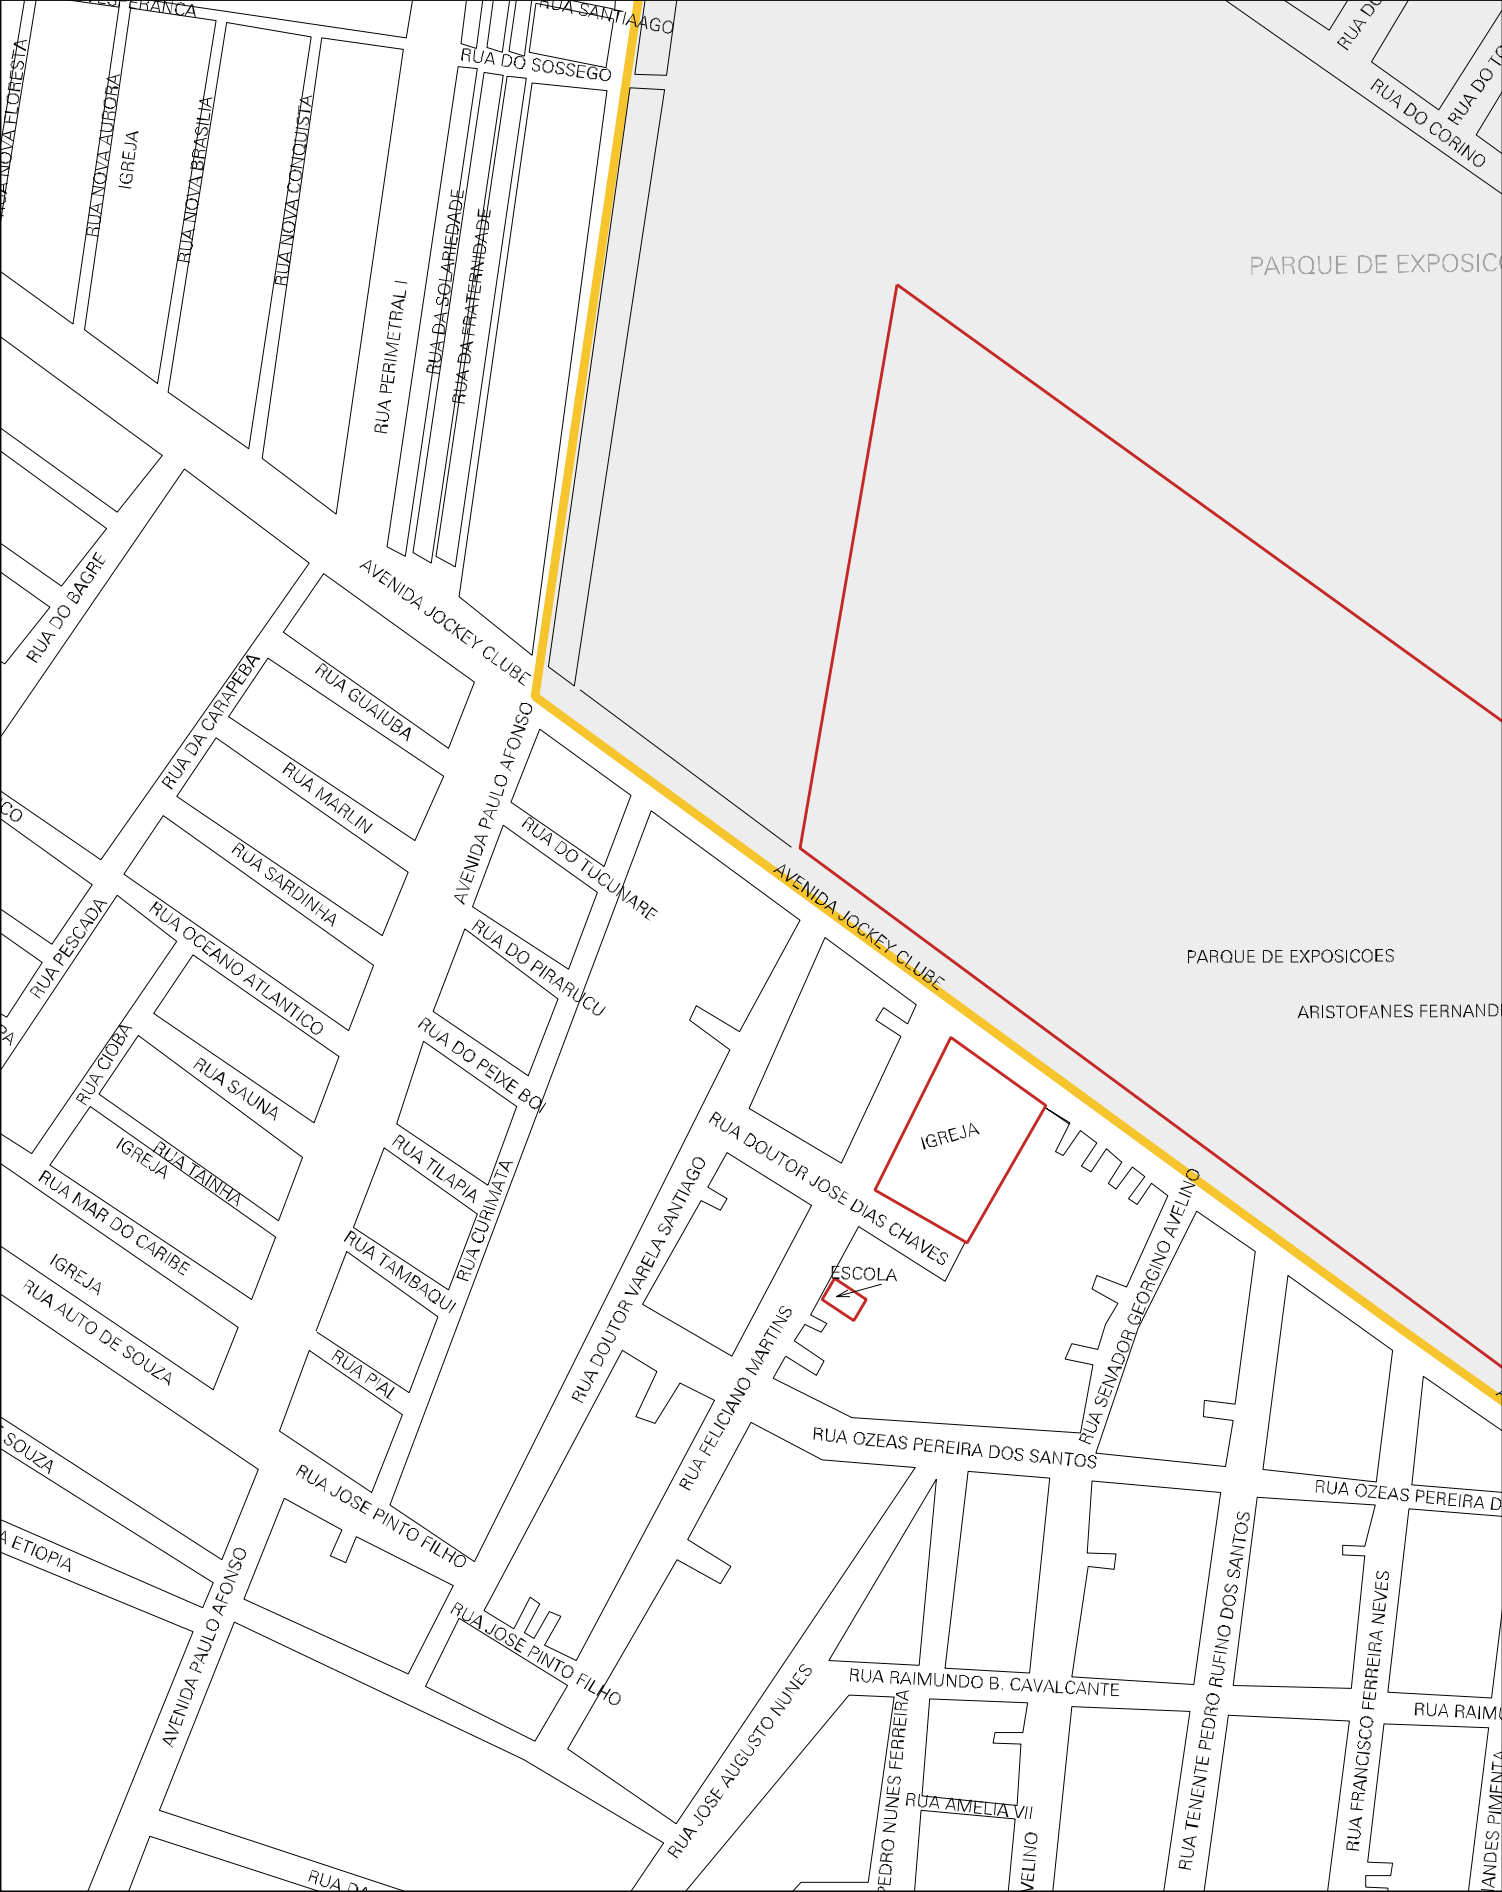 RUA SANTIAAGO
RUA DO SOSSEGO
RUA NOVA AURORA
IGREJA
RUA NOVA BRASILIA
RUA NOVA CONQUISTA
RUA PERIMETRAL I
RUA DA SOLARIEDADE
RUA DA FRATERNIDADE
RUA DO CORINO
PARQUE DE EXPOSICO
RUA DO BAGRE
AVENIDA JOCKEY CLUBE
RUA DA CARAPEBA
RUA GUAIUBA
RUA MARLIN
AVENIDA PAULO AFONSO
RUA DO TUCUNARE
RUA SARDINHA
RUA PESCADA
RUA OCEANO ATLANTICO
RUA DO PIRARUCU
AVENIDA JOCKEY CLUBE
PARQUE DE EXPOSICOES
ARISTOFANES FERNAND
RUA CIOBA
RUA SAUNA
RUA DO PEIXE BOI
RUA TAINHA
IGREJA
RUA TILAPIA
RUA DOUTOR JOSE DIAS CHAVES
IGREJA
RUA MAR DO CARIBE
RUA CURIMATA
RUA DOUTOR VARELA SANTIAGO
RUA TAMBAQUI
IGREJA
ESCOLA
RUA AUTO DE SOUZA
RUA PIAL
RUA FELICIANO MARTINS
RUA SENADOR GEORGINO AVELINO
SOUZA
RUA OZEAS PEREIRA DOS SANTOS
RUA OZEAS PEREIRA D
RUA JOSE PINTO FILHO
A ETIOPIA
AVENIDA PAULO AFONSO
RUA JOSE PINTO FILHO
RUA JOSE AUGUSTO NUNES
RUA RAIMUNDO B. CAVALCANTE
RUA RAIMU
RUA TENENTE PEDRO RUFINO DOS SANTOS
RUA FRANCISCO FERREIRA NEVES
PEDRO NUNES FERREIRA
RUA AMELIA VII
VELINO
ANDES PIMENTA